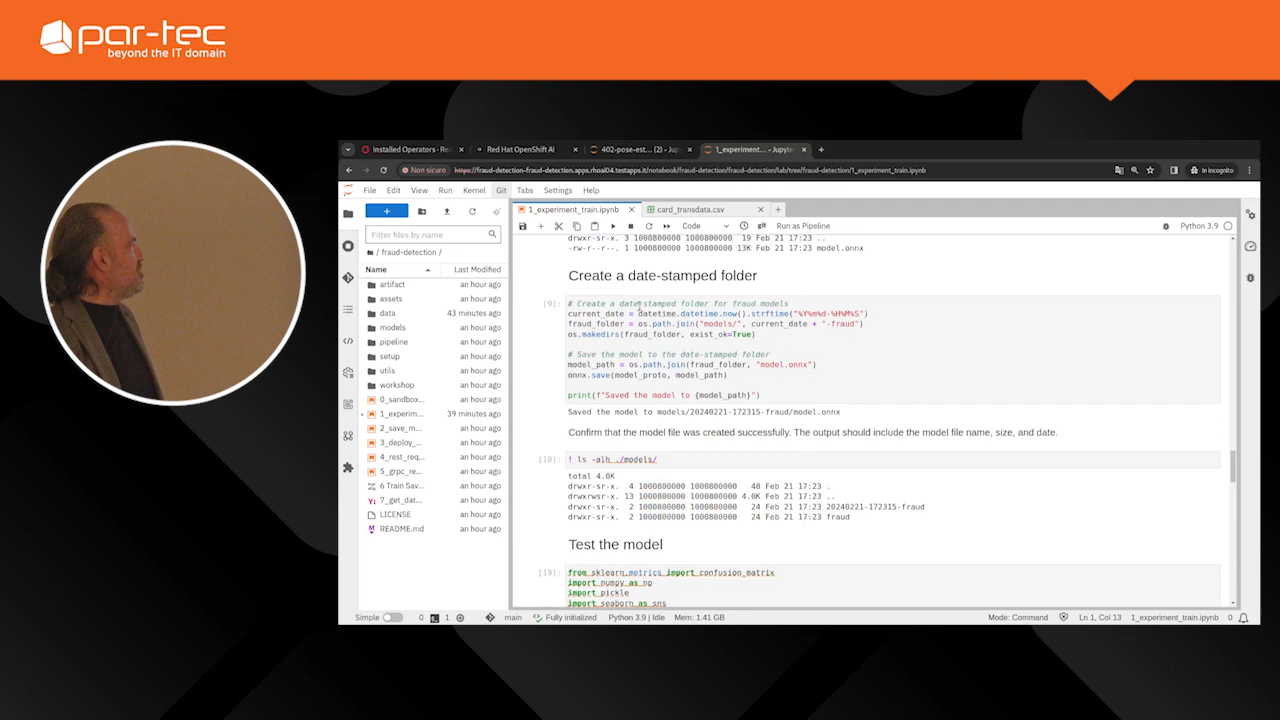 par-tec
beyond the IT domain
Installed Operators · Re
Red Hat OpenShift AI
402-pose-est... (2) - Jup
1_experiment... - Jupyte
Non sicuro
https://fraud-detection-fraud-detection.apps.rhoai04.testapps.it/notebook/fraud-detection/fraud-detection/lab/tree/fraud-detection/1_experiment_train.ipynb
In incognito
File Edit View Run Kernel Git Tabs Settings Help
1_experiment_train.ipynb
card_transdata.csv
Code
git
Run as Pipeline
Python 3.9
Filter files by name
/ fraud-detection /
Name Last Modified
artifact an hour ago
assets an hour ago
data 43 minutes ago
models an hour ago
pipeline an hour ago
setup an hour ago
utils an hour ago
workshop an hour ago
0_sandbox... an hour ago
1_experim... 39 minutes ago
2_save_m... an hour ago
3_deploy_... an hour ago
4_rest_req... an hour ago
5_grpc_re... an hour ago
6 Train Sav... an hour ago
Y: 7_get_dat... an hour ago
LICENSE an hour ago
README.md an hour ago
drwxr-sr-x. 3 1000800000 1000800000 19 Feb 21 17:23 ..
-rw-r--r--. 1 1000800000 1000800000 13K Feb 21 17:23 model.onnx
Create a date-stamped folder
[9]:
# Create a date-stamped folder for fraud models
current_date = datetime.datetime.now().strftime("%Y%m%d-%H%M%S")
fraud_folder = os.path.join("models/", current_date + "-fraud")
os.makedirs(fraud_folder, exist_ok=True)
# Save the model to the date-stamped folder
model_path = os.path.join(fraud_folder, "model.onnx")
onnx.save(model_proto, model_path)
print(f"Saved the model to {model_path}")
Saved the model to models/20240221-172315-fraud/model.onnx
Confirm that the model file was created successfully. The output should include the model file name, size, and date.
[10]: ! ls -alh ./models/
total 4.0K
drwxr-sr-x. 4 1000800000 1000800000 48 Feb 21 17:23 .
drwxrwsr-x. 13 1000800000 1000800000 4.0K Feb 21 17:23 ..
drwxr-sr-x. 2 1000800000 1000800000 24 Feb 21 17:23 20240221-172315-fraud
drwxr-sr-x. 2 1000800000 1000800000 24 Feb 21 17:23 fraud
Test the model
[19]: from sklearn.metrics import confusion_matrix
import numpy as np
import pickle
import seaborn as sns
Simple 0 1 main Fully initialized Python 3.9 | Idle Mem: 1.41 GB Mode: Command Ln 1, Col 13 1_experiment_train.ipynb 0